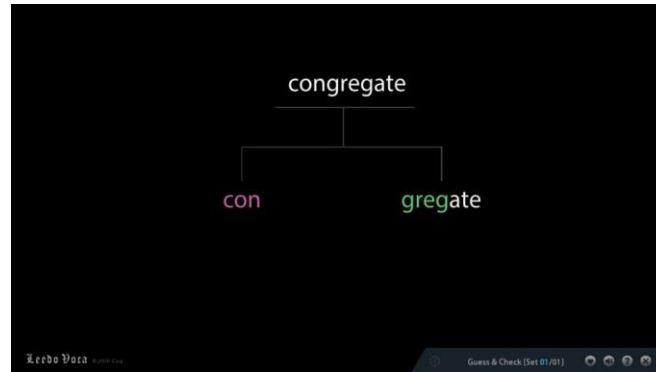 congregate
con gregate
Leedo Voca
Guess & Check (Set 01/01)